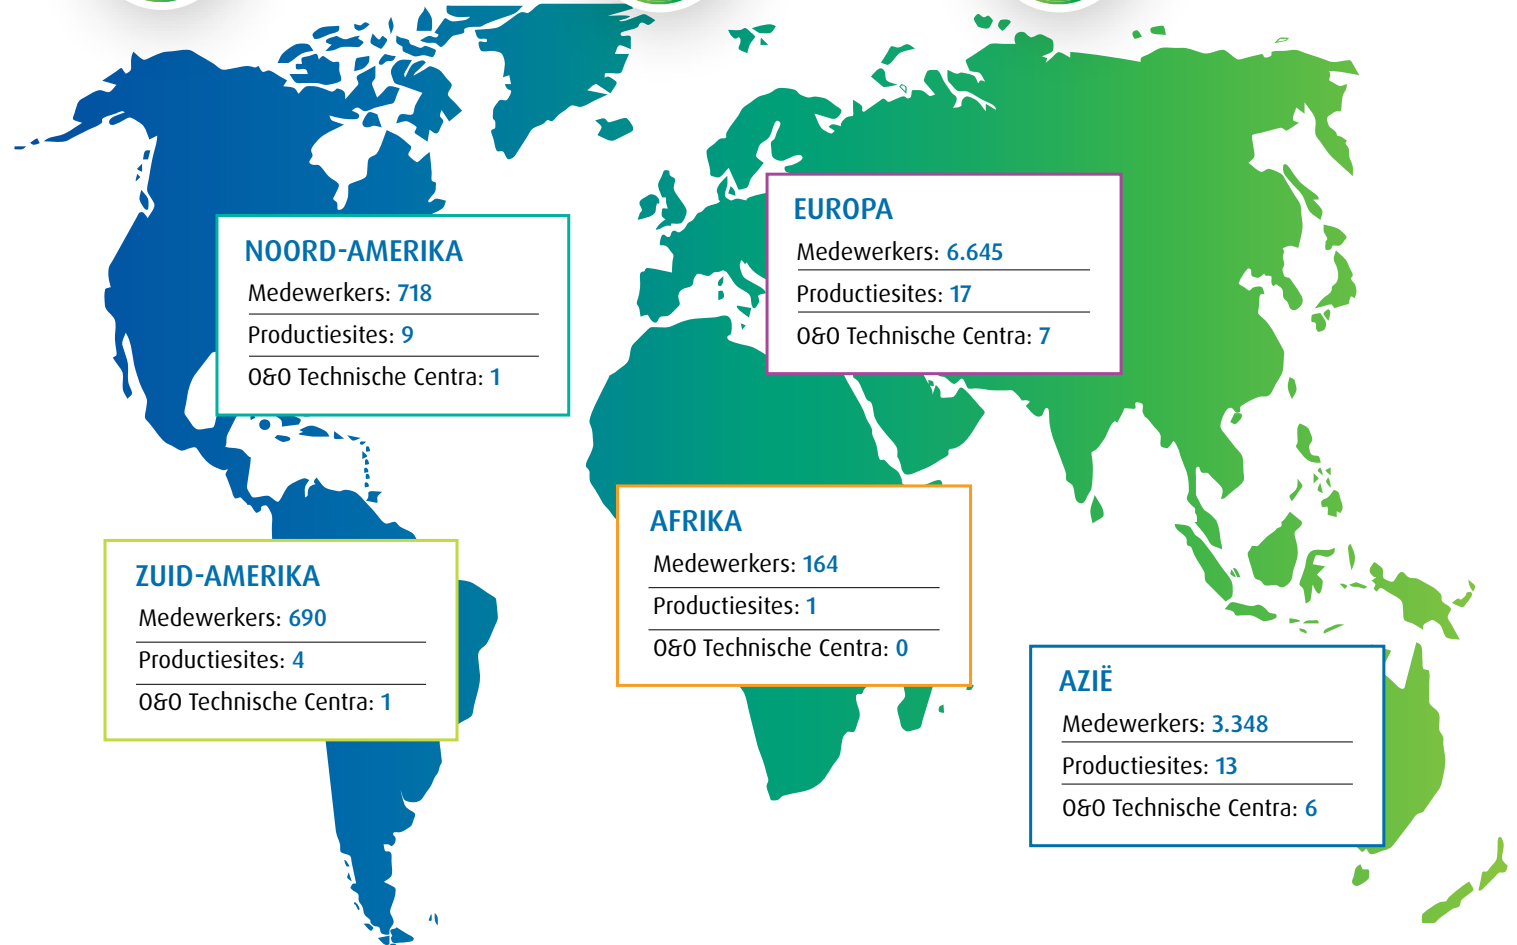 NOORD-AMERIKA
Medewerkers: 718
Productiesites: 9
O&O Technische Centra: 1
EUROPA
Medewerkers: 6.645
Productiesites: 17
O&O Technische Centra: 7
ZUID-AMERIKA
Medewerkers: 690
Productiesites: 4
O&O Technische Centra: 1
AFRIKA
Medewerkers: 164
Productiesites: 1
O&O Technische Centra: 0
AZIË
Medewerkers: 3.348
Productiesites: 13
O&O Technische Centra: 6